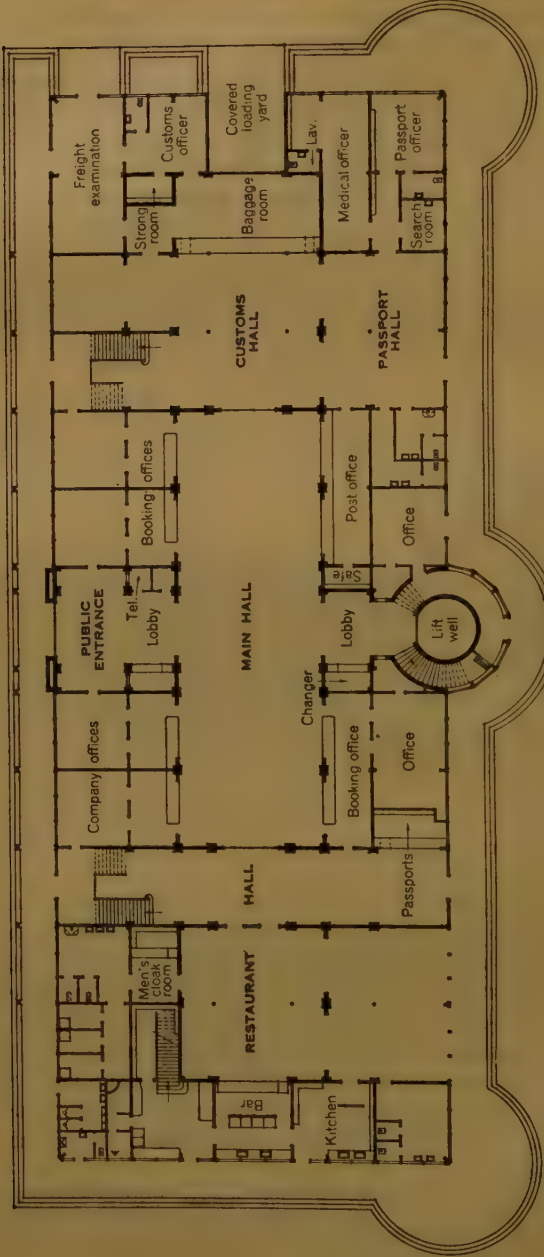 Freight
examination
Customs
officer
Covered
loading
yard
Lav.
Medical officer
Passport
officer
Strong
room
Baggage
room
Search
room
CUSTOMS
HALL
PASSPORT
HALL
Booking offices
Post office
Office
Safe
PUBLIC
ENTRANCE
Tel.
Lobby
MAIN HALL
Lobby
Lift
well
Changer
Company offices
Booking office
Office
HALL
Passports
Men's
cloak
room
RESTAURANT
Bar
Kitchen